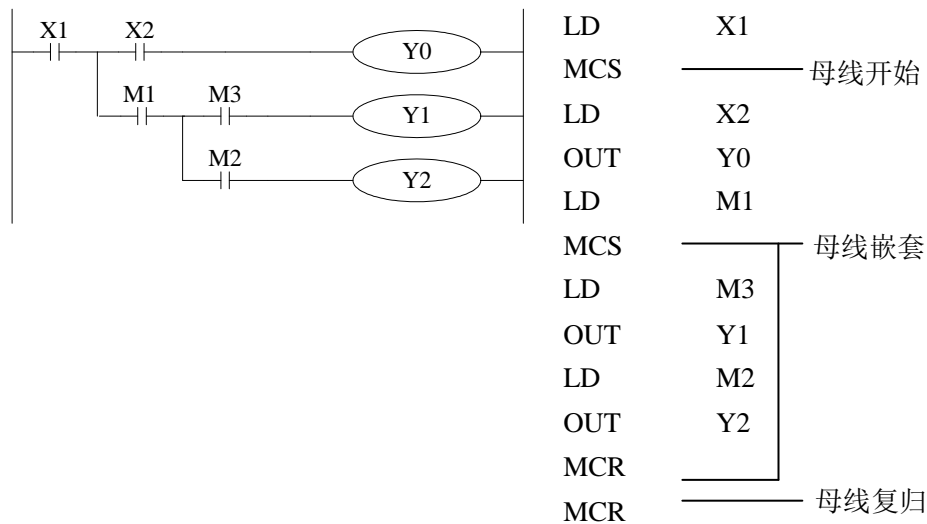 X1 X2 Y0
M1 M3 Y1
M2 Y2
LD X1
MCS 母线开始
LD X2
OUT Y0
LD M1
MCS 母线嵌套
LD M3
OUT Y1
LD M2
OUT Y2
MCR
MCR 母线复归